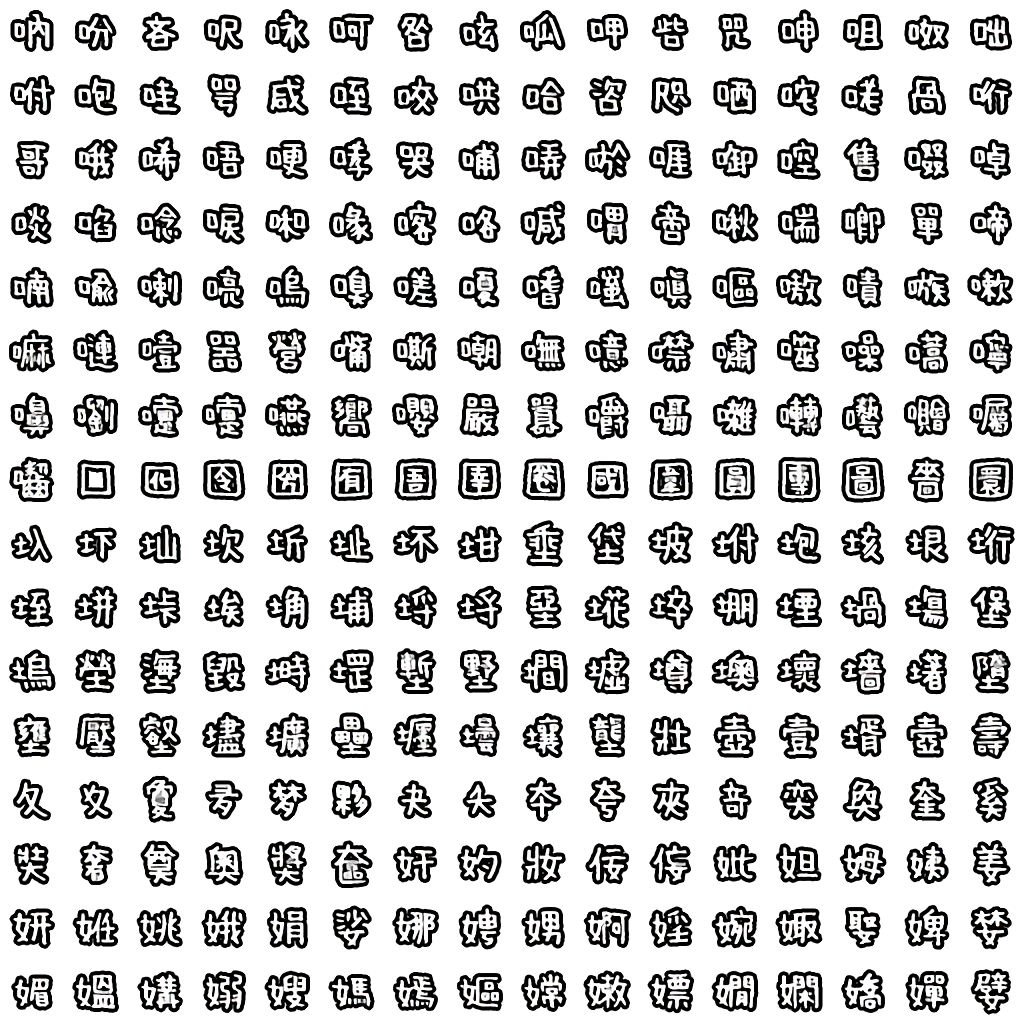 吶吩吝呎咏呵咎呟呱呷呰咒呻咀呶咄
咐咆哇咢咸咥咬哄哈咨咫哂咤咾咼哘
哥哦唏唔哽哮哭哺哢唹啀啣啌售啜啅
啖啗唸唳啝喙喀咯喊喟啻啾喘喞單啼
喃喩喇喨嗚嗅嗟嗄嗜嗤嗔嘔嗷嘖嗾嗽
嘛嗹噎噐營嘴嘶嘲嘸噫噤嘯噬噪嚆嚀
嚊嚠嚔嚏嚥嚮嚶嚴囂嚼囁囃囀囈囎囑
囓囗囮囹圀囿圄圉圈國圍圓團圖嗇圜
圦圷圸坎圻址坏坩埀垈坡坿垉垓垠垳
垤垪垰埃埆埔埒埓堊埖埣堋堙堝塲堡
塢塋塰毀塒堽塹墅墹墟墫墺壞墻墸墮
壅壓壑壗壙壘壥壜壤壟壯壺壹壻壼壽
夂夊敻夛梦夥夬夭夲夸夾竒奕奐奎奚
奘奢奠奧奬奩奸妁妝佞侫妣妲姆姨姜
妍姙姚娥娟娑娜娉娚婀婬婉娵娶婢婪
媚媼媾嫋嫂媽嫣嫗嫦嫩嫖嫺嫻嬌嬋嬖